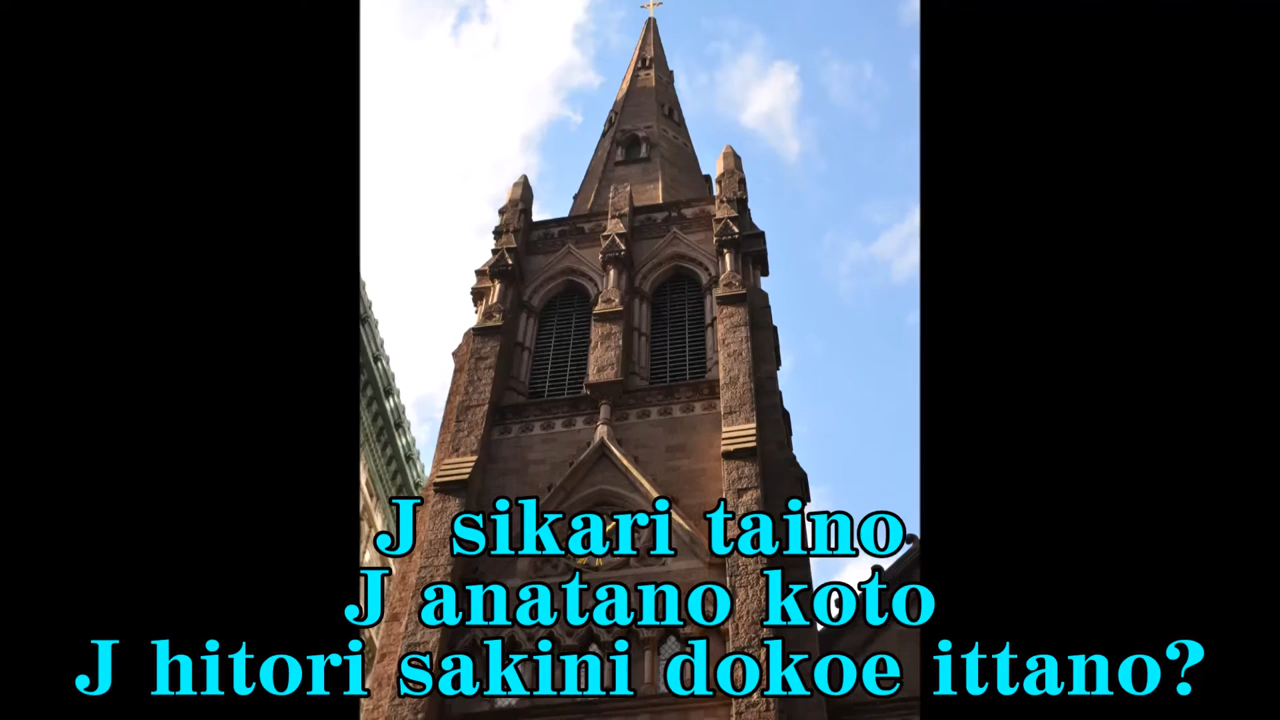 J sikari taino
J anatano koto
J hitori sakini dokoe ittano?